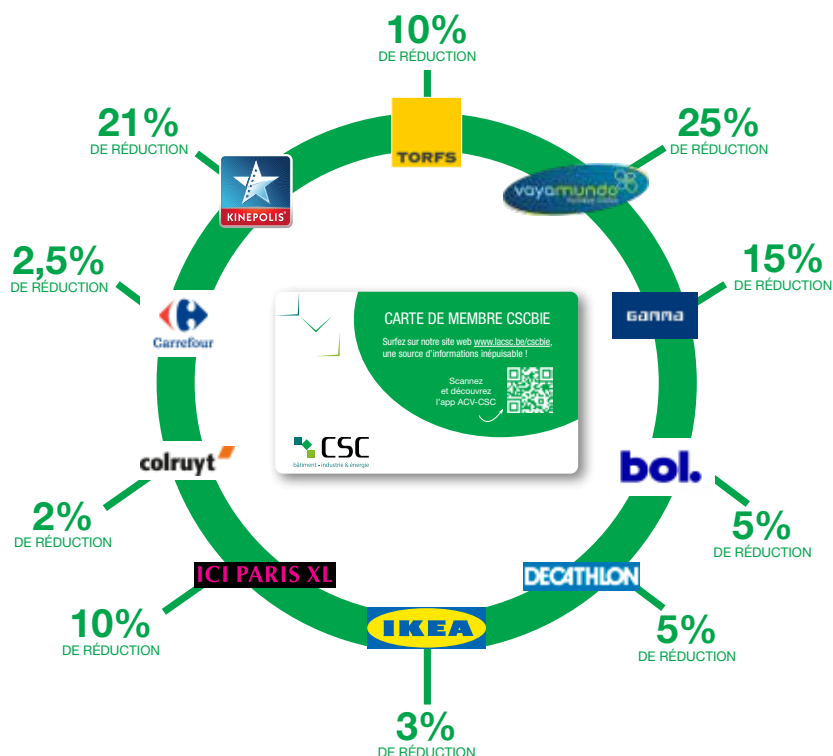 10%
DE RÉDUCTION
TORFS
21%
DE RÉDUCTION
KINEPOLIS
25%
DE RÉDUCTION
vayamundo
2,5%
DE RÉDUCTION
Carrefour
15%
DE RÉDUCTION
GAMMA
CARTE DE MEMBRE CSCBIE
Surfez sur notre site web www.lacsc.be/cscbie,
une source d'informations inépuisable !
Scannez
et découvrez
l'app ACV-CSC
CSC
bâtiment - industrie & énergie
colruyt
2%
DE RÉDUCTION
bol.
5%
DE RÉDUCTION
ICI PARIS XL
10%
DE RÉDUCTION
DECATHLON
5%
DE RÉDUCTION
IKEA
3%
DE RÉDUCTION